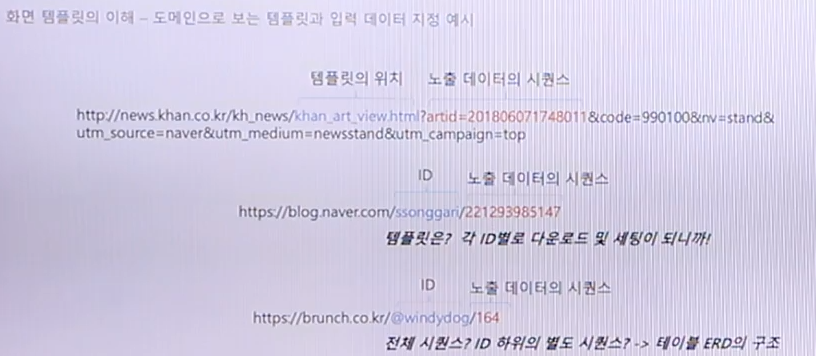 화면 템플릿의 이해 – 도메인으로 보는 템플릿과 입력 데이터 지정 예시
템플릿의 위치 노출 데이터의 시퀀스
http://news.khan.co.kr/kh_news/khan_art_view.html?artid=201806071748011&code=990100&nv=stand&
utm_source=naver&utm_medium=newsstand&utm_campaign=top
ID 노출 데이터의 시퀀스
https://blog.naver.com/ssonggari/221293985147
템플릿은? 각 ID별로 다운로드 및 세팅이 되니까!
ID 노출 데이터의 시퀀스
https://brunch.co.kr/@windydog/164
전체 시퀀스? ID 하위의 별도 시퀀스? -> 테이블 ERD의 구조